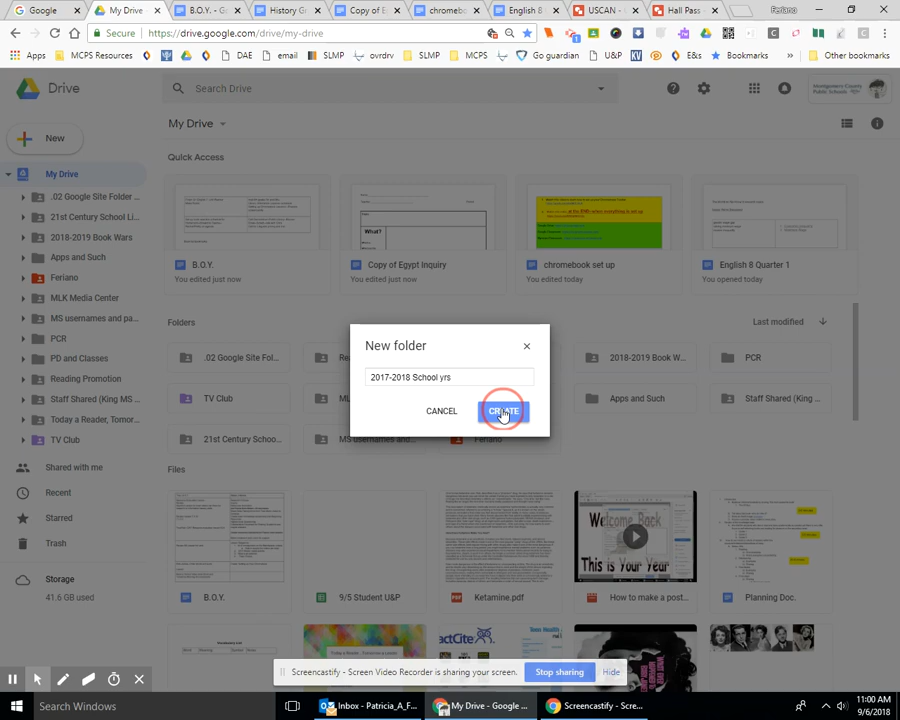 Google
My Drive
B.O.Y. - G
History G
Copy of E
chromebo
English 8
USCAN -
Hall Pass
Feriano
Secure https://drive.google.com/drive/my-drive
Apps MCPS Resources DAE email SLMP ovrdrv SLMP MCPS Go guardian U&P E&s Bookmarks Other bookmarks
Drive
Search Drive
Montgomery County
Public Schools
New
My Drive
My Drive
.02 Google Site Folder ...
21st Century School Li...
2018-2019 Book Wars
Apps and Such
Feriano
MLK Media Center
MS usernames and pa...
PCR
PD and Classes
Reading Promotion
Staff Shared (King MS...
Today a Reader, Tomor...
TV Club
Shared with me
Recent
Starred
Trash
Storage
41.6 GB used
Quick Access
What?
B.O.Y.
You edited just now
Copy of Egypt Inquiry
You edited just now
chromebook set up
You edited today
English 8 Quarter 1
You opened today
Folders
Last modified
.02 Google Site Fol...
2018-2019 Book W...
PCR
TV Club
Apps and Such
Staff Shared (King ...
21st Century Schoo...
MS usernames and ...
Feriano
New folder
2017-2018 School yrs
CANCEL
CREATE
Files
Welcome Back
This is Your Year
B.O.Y.
9/5 Student U&P
Ketamine.pdf
How to make a post...
Planning Doc.
Screencastify - Screen Video Recorder is sharing your screen.
Stop sharing
Hide
Search Windows
Inbox - Patricia_A_F...
My Drive - Google ...
Screencastify - Scre...
11:00 AM
9/6/2018